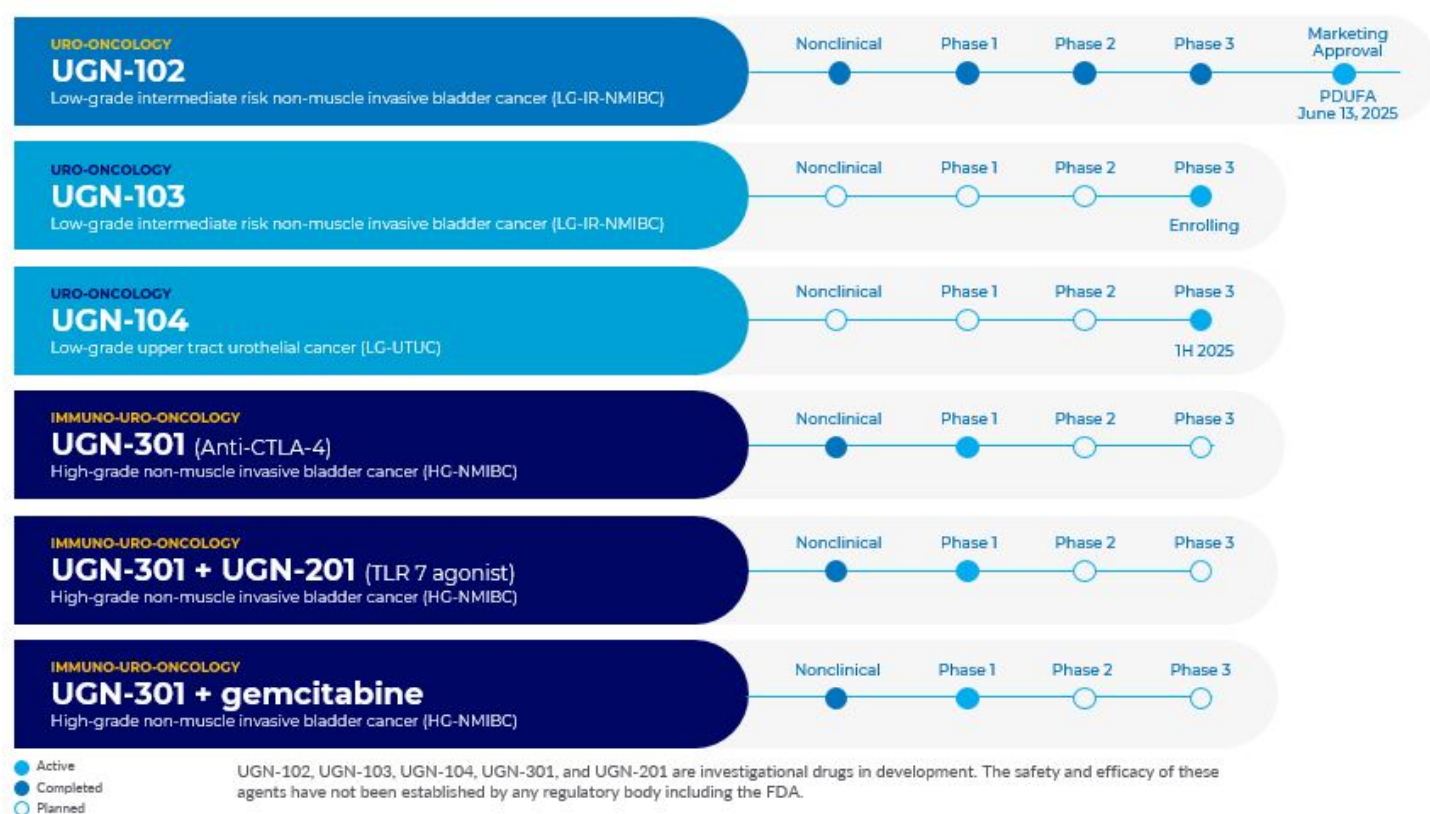 URO-ONCOLOGY
UGN-102
Low-grade intermediate risk non-muscle invasive bladder cancer (LG-IR-NMIBC)
Nonclinical Phase 1 Phase 2 Phase 3 Marketing Approval
PDUFA
June 13, 2025
URO-ONCOLOGY
UGN-103
Low-grade intermediate risk non-muscle invasive bladder cancer (LG-IR-NMIBC)
Nonclinical Phase 1 Phase 2 Phase 3
Enrolling
URO-ONCOLOGY
UGN-104
Low-grade upper tract urothelial cancer (LG-UTUC)
Nonclinical Phase 1 Phase 2 Phase 3
1H 2025
IMMUNO-URO-ONCOLOGY
UGN-301 (Anti-CTLA-4)
High-grade non-muscle invasive bladder cancer (HG-NMIBC)
Nonclinical Phase 1 Phase 2 Phase 3
IMMUNO-URO-ONCOLOGY
UGN-301 + UGN-201 (TLR 7 agonist)
High-grade non-muscle invasive bladder cancer (HG-NMIBC)
Nonclinical Phase 1 Phase 2 Phase 3
IMMUNO-URO-ONCOLOGY
UGN-301 + gemcitabine
High-grade non-muscle invasive bladder cancer (HG-NMIBC)
Nonclinical Phase 1 Phase 2 Phase 3
Active
Completed
Planned
UGN-102, UGN-103, UGN-104, UGN-301, and UGN-201 are investigational drugs in development. The safety and efficacy of these
agents have not been established by any regulatory body including the FDA.